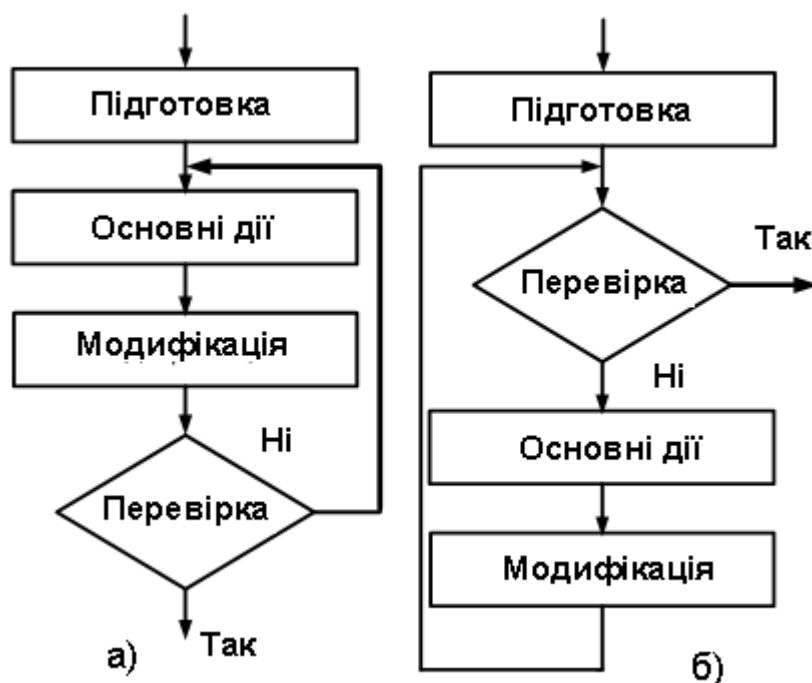 Підготовка
Основні дії
Модифікація
Ні
Перевірка
Так
а)
Підготовка
Так
Перевірка
Ні
Основні дії
Модифікація
б)